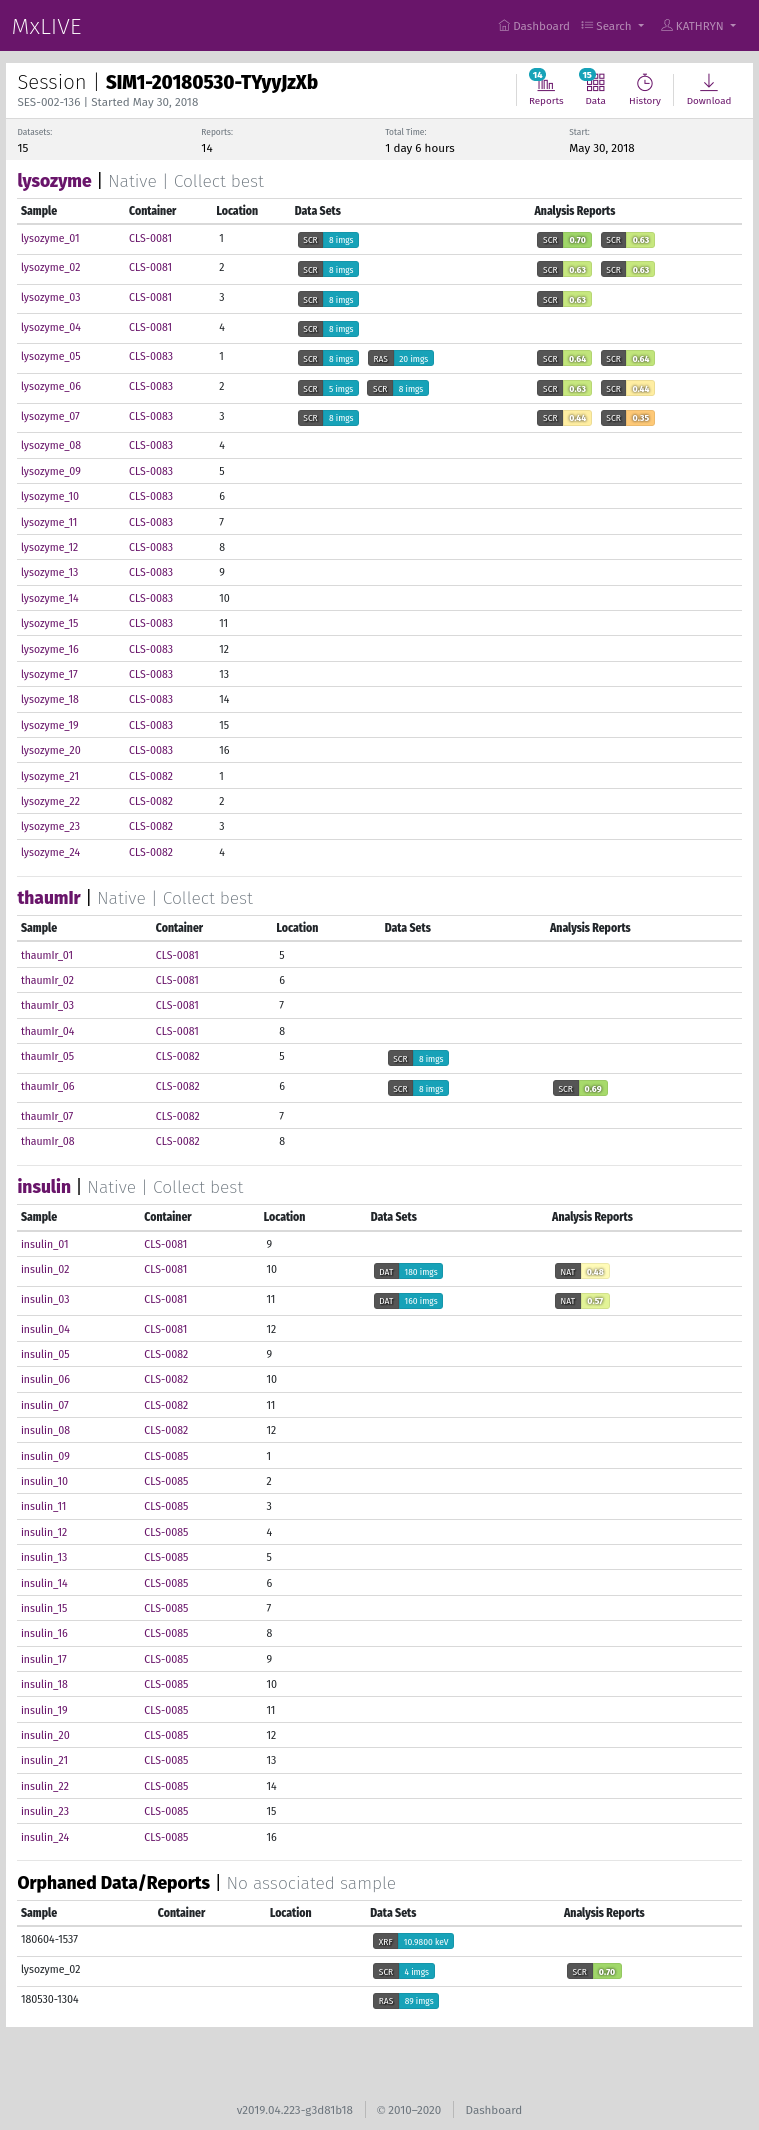 MxLIVE Dashboard Search KATHRYN
Session | SIM1-20180530-TYyyJzXb
SES-002-136 | Started May 30, 2018
14 Reports 15 Data History Download
Datasets: Reports: Total Time: Start:
15 14 1 day 6 hours May 30, 2018
lysozyme | Native | Collect best
Sample Container Location Data Sets Analysis Reports
lysozyme_01 CLS-0081 1 SCR 8 imgs SCR 0.70 SCR 0.63
lysozyme_02 CLS-0081 2 SCR 8 imgs SCR 0.63 SCR 0.63
lysozyme_03 CLS-0081 3 SCR 8 imgs SCR 0.63
lysozyme_04 CLS-0081 4 SCR 8 imgs
lysozyme_05 CLS-0083 1 SCR 8 imgs RAS 20 imgs SCR 0.64 SCR 0.64
lysozyme_06 CLS-0083 2 SCR 5 imgs SCR 8 imgs SCR 0.63 SCR 0.44
lysozyme_07 CLS-0083 3 SCR 8 imgs SCR 0.44 SCR 0.35
lysozyme_08 CLS-0083 4
lysozyme_09 CLS-0083 5
lysozyme_10 CLS-0083 6
lysozyme_11 CLS-0083 7
lysozyme_12 CLS-0083 8
lysozyme_13 CLS-0083 9
lysozyme_14 CLS-0083 10
lysozyme_15 CLS-0083 11
lysozyme_16 CLS-0083 12
lysozyme_17 CLS-0083 13
lysozyme_18 CLS-0083 14
lysozyme_19 CLS-0083 15
lysozyme_20 CLS-0083 16
lysozyme_21 CLS-0082 1
lysozyme_22 CLS-0082 2
lysozyme_23 CLS-0082 3
lysozyme_24 CLS-0082 4
thaumIr | Native | Collect best
Sample Container Location Data Sets Analysis Reports
thaumIr_01 CLS-0081 5
thaumIr_02 CLS-0081 6
thaumIr_03 CLS-0081 7
thaumIr_04 CLS-0081 8
thaumIr_05 CLS-0082 5 SCR 8 imgs
thaumIr_06 CLS-0082 6 SCR 8 imgs SCR 0.69
thaumIr_07 CLS-0082 7
thaumIr_08 CLS-0082 8
insulin | Native | Collect best
Sample Container Location Data Sets Analysis Reports
insulin_01 CLS-0081 9
insulin_02 CLS-0081 10 DAT 180 imgs NAT 0.48
insulin_03 CLS-0081 11 DAT 160 imgs NAT 0.57
insulin_04 CLS-0081 12
insulin_05 CLS-0082 9
insulin_06 CLS-0082 10
insulin_07 CLS-0082 11
insulin_08 CLS-0082 12
insulin_09 CLS-0085 1
insulin_10 CLS-0085 2
insulin_11 CLS-0085 3
insulin_12 CLS-0085 4
insulin_13 CLS-0085 5
insulin_14 CLS-0085 6
insulin_15 CLS-0085 7
insulin_16 CLS-0085 8
insulin_17 CLS-0085 9
insulin_18 CLS-0085 10
insulin_19 CLS-0085 11
insulin_20 CLS-0085 12
insulin_21 CLS-0085 13
insulin_22 CLS-0085 14
insulin_23 CLS-0085 15
insulin_24 CLS-0085 16
Orphaned Data/Reports | No associated sample
Sample Container Location Data Sets Analysis Reports
180604-1537 XRF 10.9800 keV
lysozyme_02 SCR 4 imgs SCR 0.70
180530-1304 RAS 89 imgs
v2019.04.223-g3d81b18 © 2010–2020 Dashboard